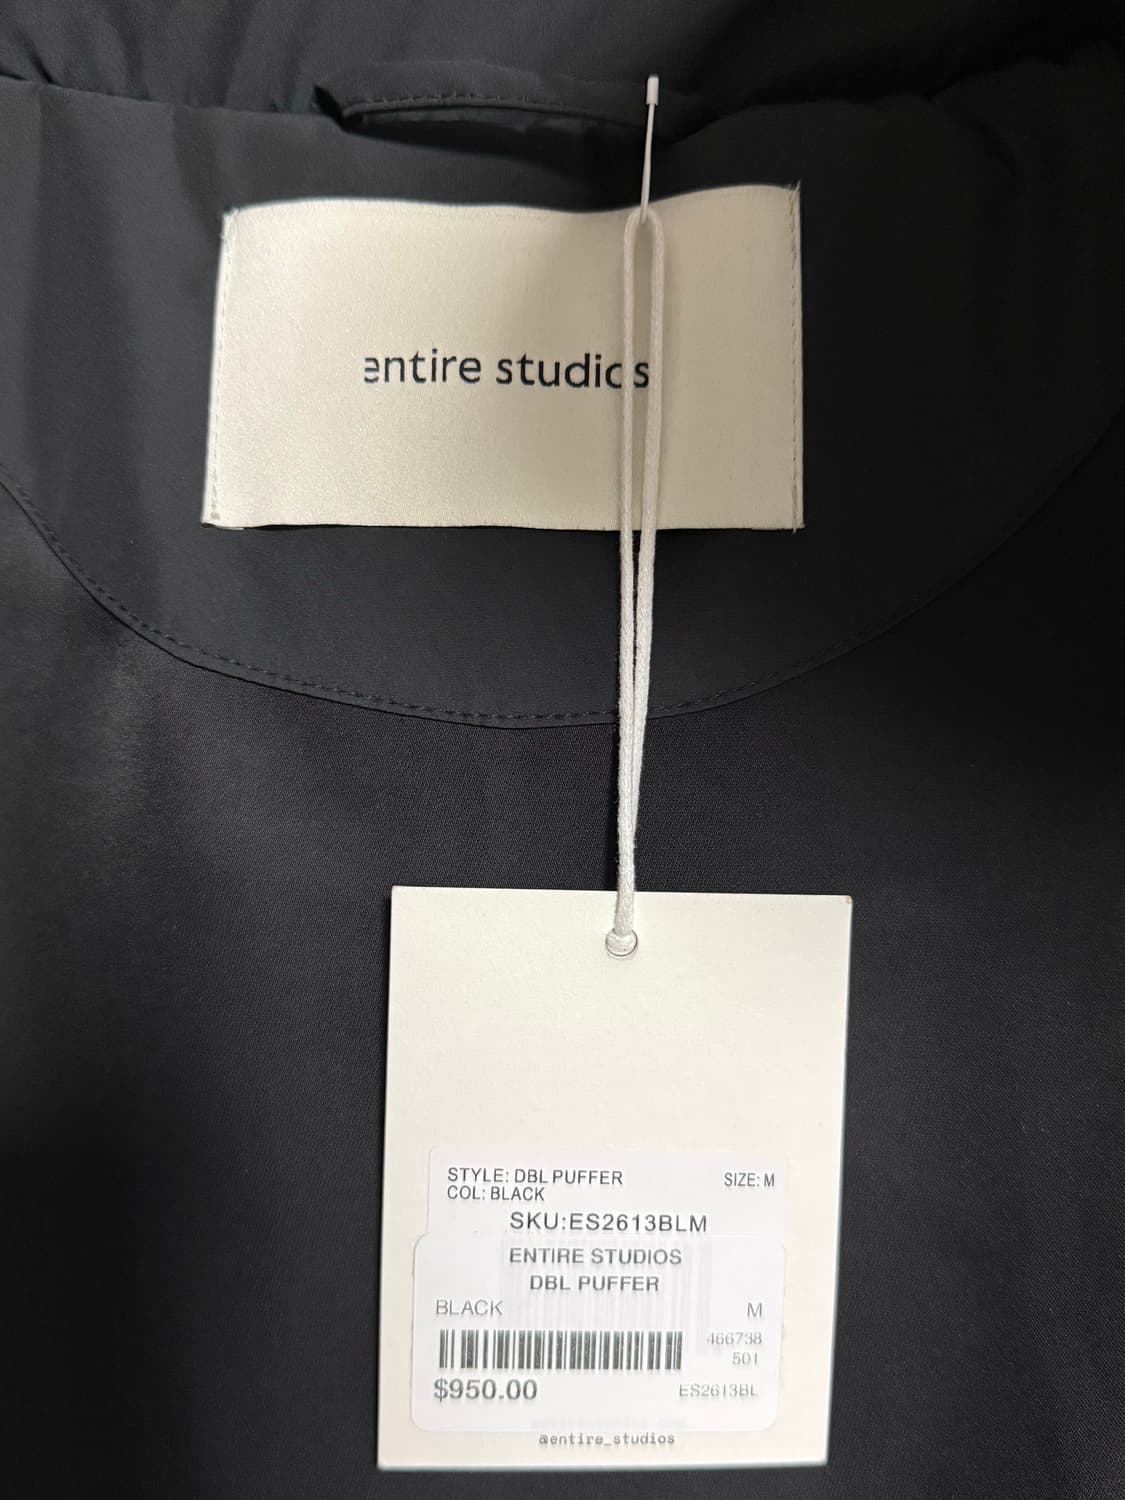 entire studios
STYLE: DBL PUFFER SIZE: M
COL: BLACK
SKU:ES2613BLM
ENTIRE STUDIOS
DBL PUFFER
BLACK M
466738
501
$950.00 ES2613BL
@entire_studios